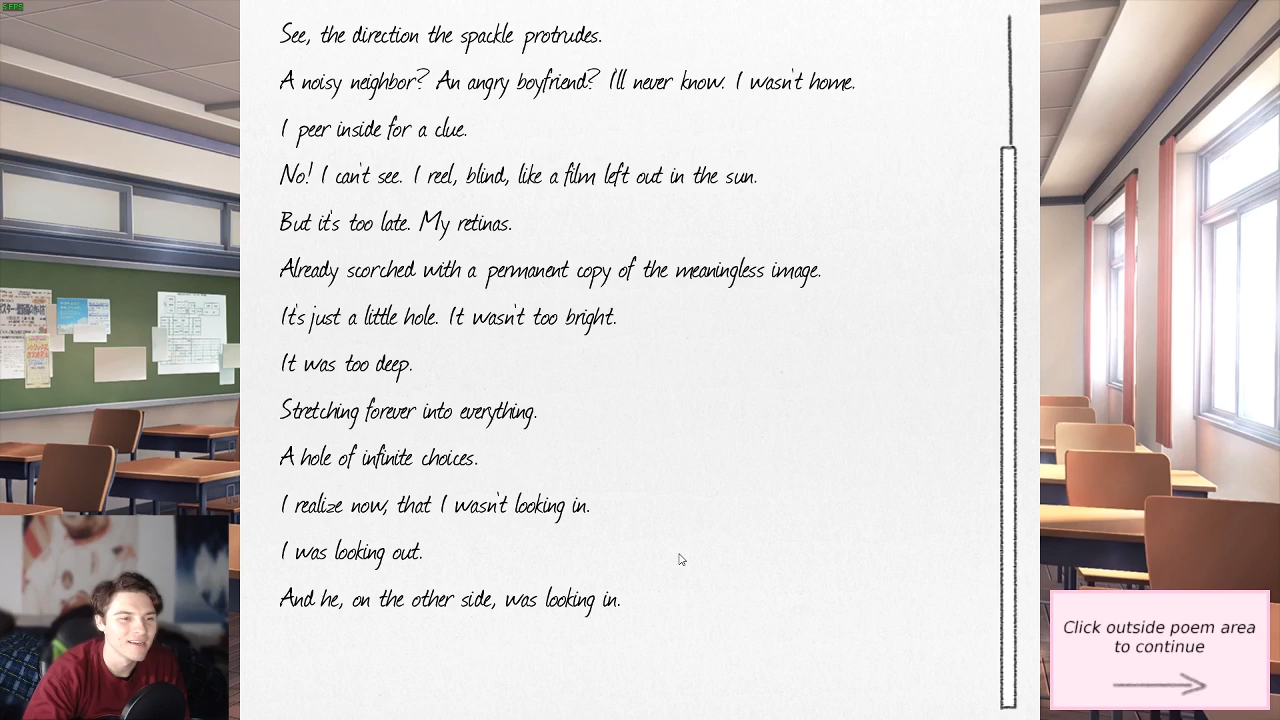 5 FPS
See, the direction the spackle protrudes.
A noisy neighbor? An angry boyfriend? I'll never know. I wasn't home.
I peer inside for a clue.
No! I can't see. I reel, blind, like a film left out in the sun.
But it's too late. My retinas.
Already scorched with a permanent copy of the meaningless image.
It's just a little hole. It wasn't too bright.
It was too deep.
Stretching forever into everything.
A hole of infinite choices.
I realize now, that I wasn't looking in.
I was looking out.
And he, on the other side, was looking in.
Click outside poem area
to continue